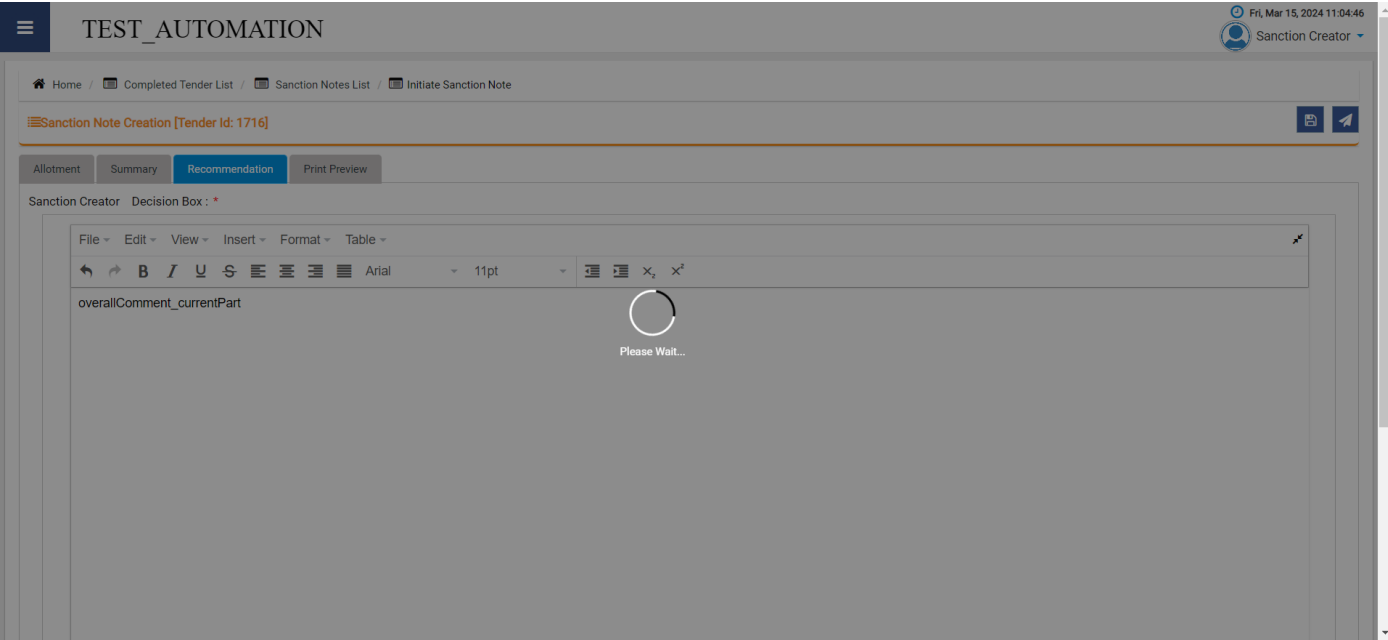 Fri, Mar 15, 2024 11:04:46
TEST_AUTOMATION
Sanction Creator
Home / Completed Tender List / Sanction Notes List / Initiate Sanction Note
Sanction Note Creation [Tender Id: 1716]
Allotment Summary Recommendation Print Preview
Sanction Creator Decision Box : *
File Edit View Insert Format Table
B I U S Arial 11pt X₂ X²
overallComment_currentPart
Please Wait...